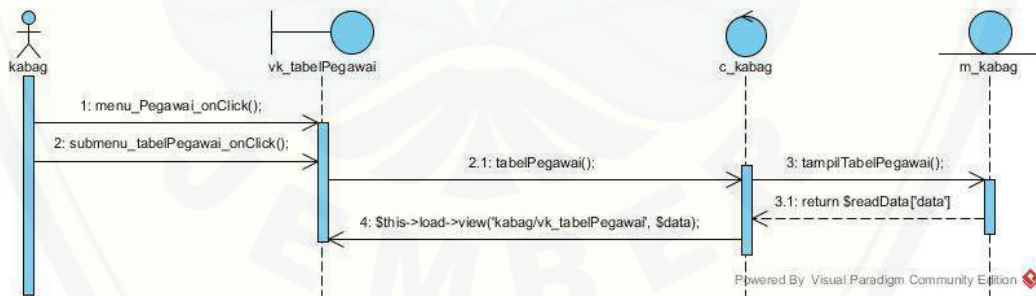 kabag
vk_tabelPegawai
c_kabag
m_kabag
1: menu_Pegawai_onClick();
2: submenu_tabelPegawai_onClick();
2.1: tabelPegawai();
3: tampilTabelPegawai();
3.1: return $readData['data']
4: $this->load->view('kabag/vk_tabelPegawai', $data);
EMBER
Powered By Visual Paradigm Community Edition